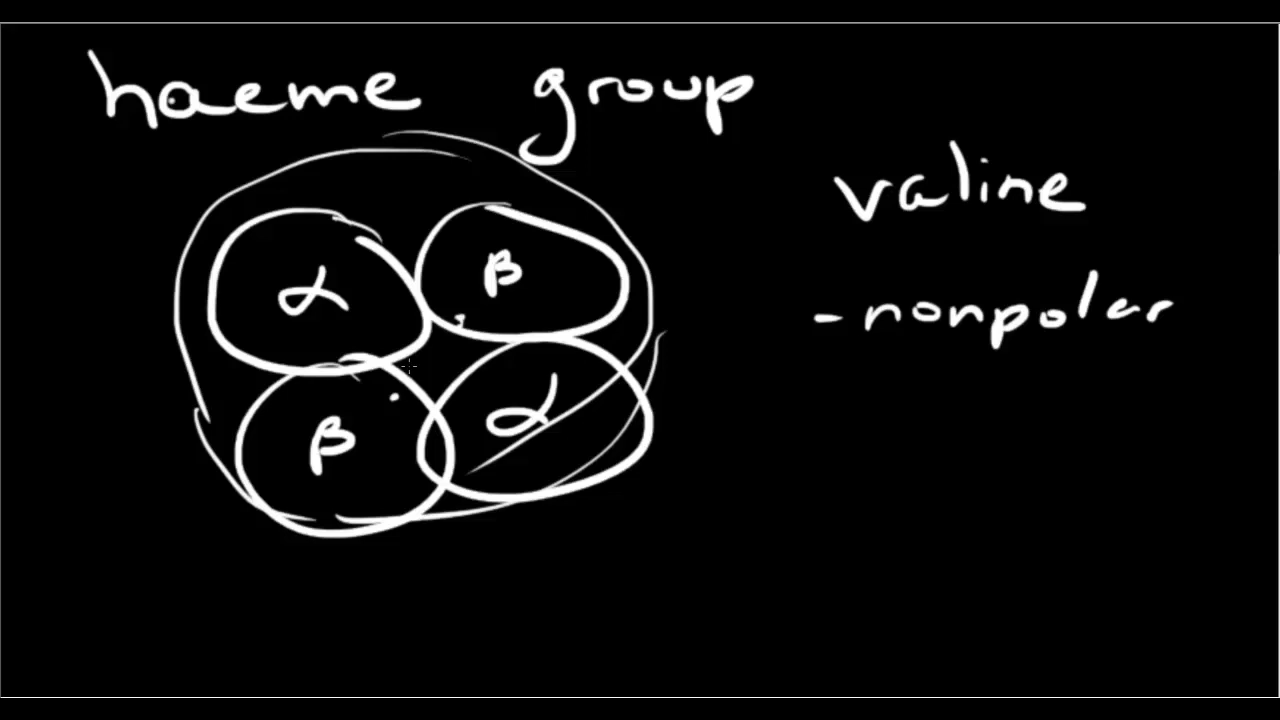 haeme group
valine
-nonpolar
α β
β α